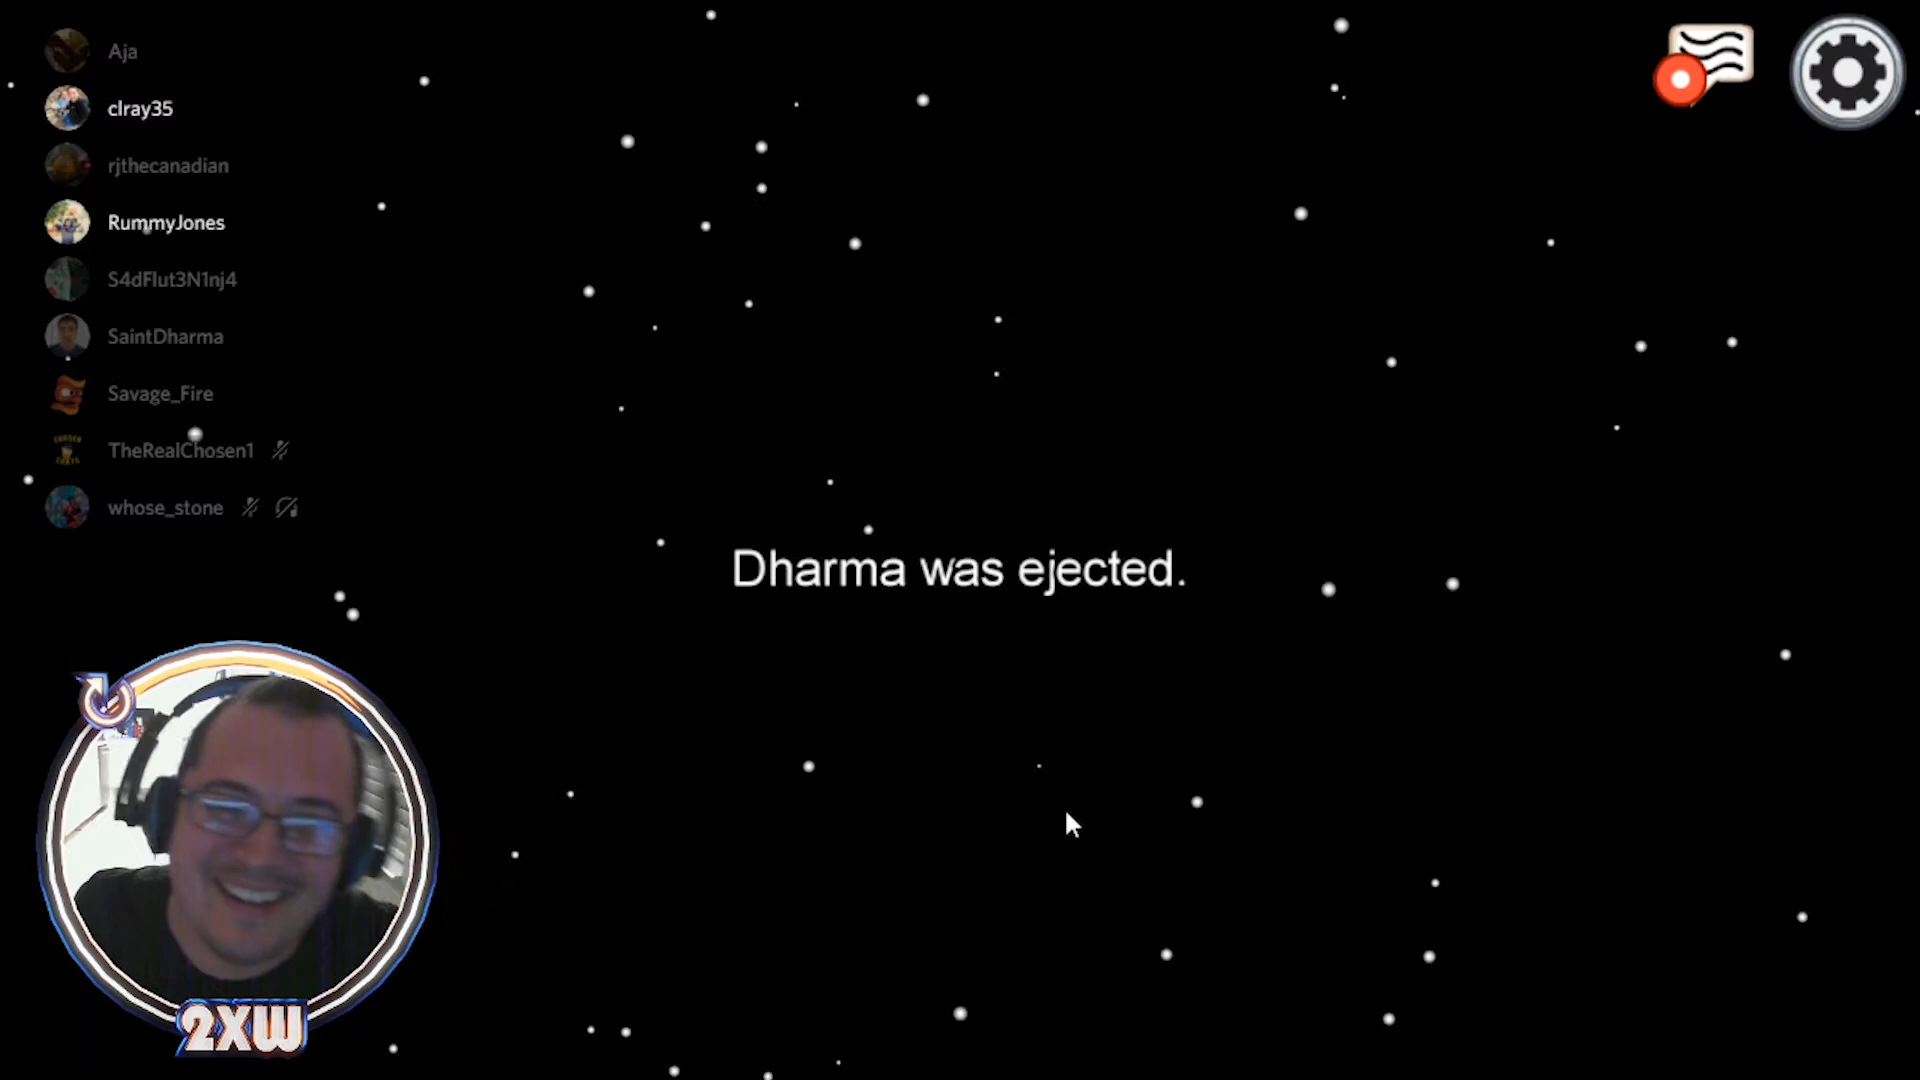 Aja
clray35
rjthecanadian
RummyJones
S4dFlut3N1nj4
SaintDharma
Savage_Fire
TheRealChosen1
whose_stone
Dharma was ejected.
2XW